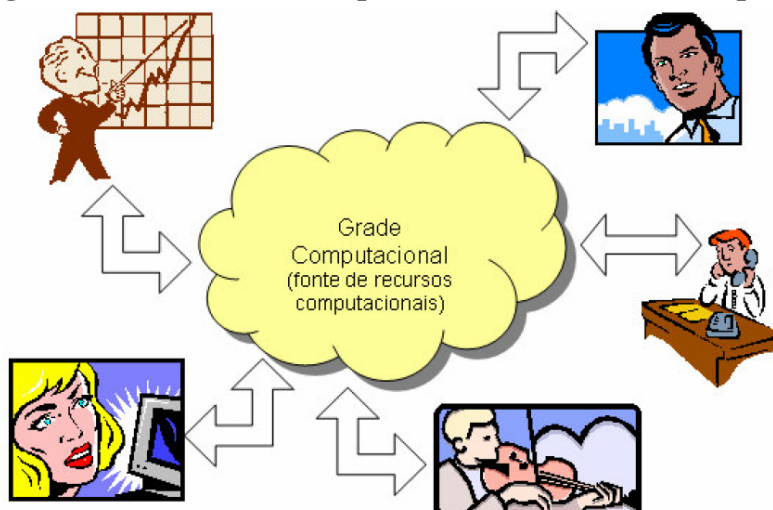 Grade
Computacional
(fonte de recursos
computacionais)